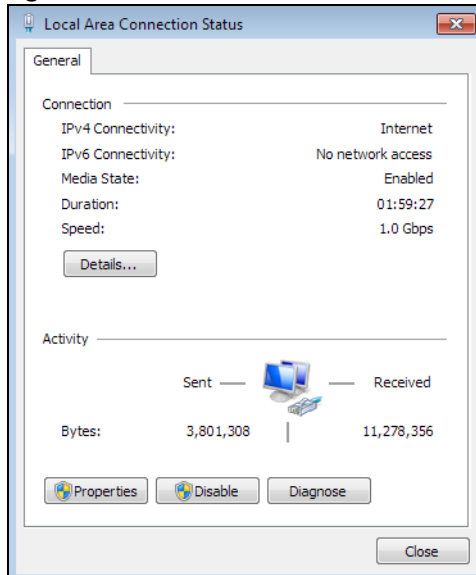 Local Area Connection Status
General
Connection
IPv4 Connectivity: Internet
IPv6 Connectivity: No network access
Media State: Enabled
Duration: 01:59:27
Speed: 1.0 Gbps
Details...
Activity
Sent Received
Bytes: 3,801,308 11,278,356
Properties Disable Diagnose
Close